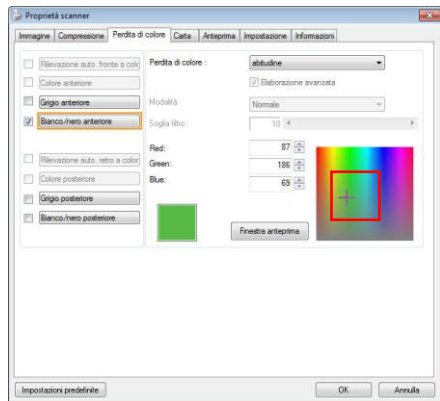 Proprietà scanner
Immagine Compressione Perdita di colore Carta Anteprima Impostazione Informazioni
Rilevazione auto. fronte a color
Colore anteriore
Grigio anteriore
Bianco/nero anteriore
Rilevazione auto. retro a color
Colore posteriore
Grigio posteriore
Bianco/nero posteriore
Perdita di colore : abitudine
Elaborazione avanzata
Modalità: Normale
Soglia filtro : 10
Red: 87
Green: 186
Blue: 69
Finestra anteprima
Impostazioni predefinite OK Annulla